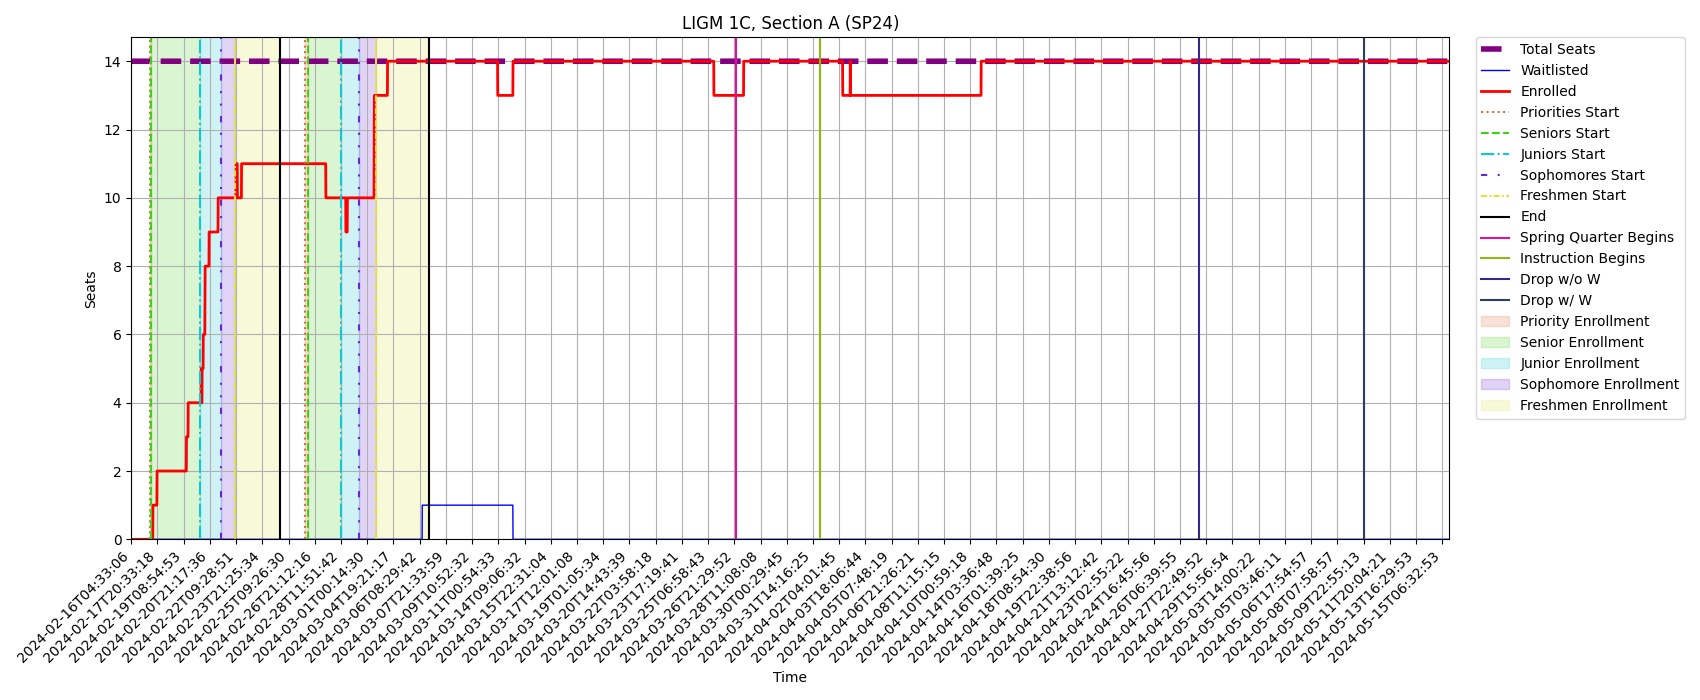 LIGM 1C, Section A (SP24)
Seats
14
12
10
8
6
4
2
0
2024-02-16T04:33:06
2024-02-17T20:33:18
2024-02-19T08:54:53
2024-02-20T21:17:36
2024-02-22T09:28:51
2024-02-23T21:25:34
2024-02-25T09:26:30
2024-02-26T21:12:16
2024-02-28T11:51:42
2024-03-01T00:14:30
2024-03-04T19:21:17
2024-03-06T08:29:42
2024-03-07T21:33:59
2024-03-09T10:52:32
2024-03-11T00:54:33
2024-03-14T09:06:32
2024-03-15T22:31:04
2024-03-17T12:01:08
2024-03-19T01:05:34
2024-03-20T14:43:39
2024-03-22T03:58:18
2024-03-23T17:19:41
2024-03-25T06:58:43
2024-03-26T21:29:52
2024-03-28T11:08:08
2024-03-30T00:29:45
2024-03-31T14:16:25
2024-04-02T04:01:45
2024-04-03T18:06:44
2024-04-05T07:48:19
2024-04-06T21:26:21
2024-04-08T11:15:15
2024-04-10T00:59:18
2024-04-14T03:36:48
2024-04-16T01:39:25
2024-04-18T08:54:30
2024-04-19T22:38:56
2024-04-21T13:12:42
2024-04-23T02:55:22
2024-04-24T16:45:56
2024-04-26T06:39:55
2024-04-27T22:49:52
2024-04-29T15:56:54
2024-05-03T14:00:22
2024-05-05T03:46:11
2024-05-06T17:54:57
2024-05-08T07:58:57
2024-05-09T22:55:13
2024-05-11T20:04:21
2024-05-13T16:29:53
2024-05-15T06:32:53
Time
Total Seats
Waitlisted
Enrolled
Priorities Start
Seniors Start
Juniors Start
Sophomores Start
Freshmen Start
End
Spring Quarter Begins
Instruction Begins
Drop w/o W
Drop w/ W
Priority Enrollment
Senior Enrollment
Junior Enrollment
Sophomore Enrollment
Freshmen Enrollment